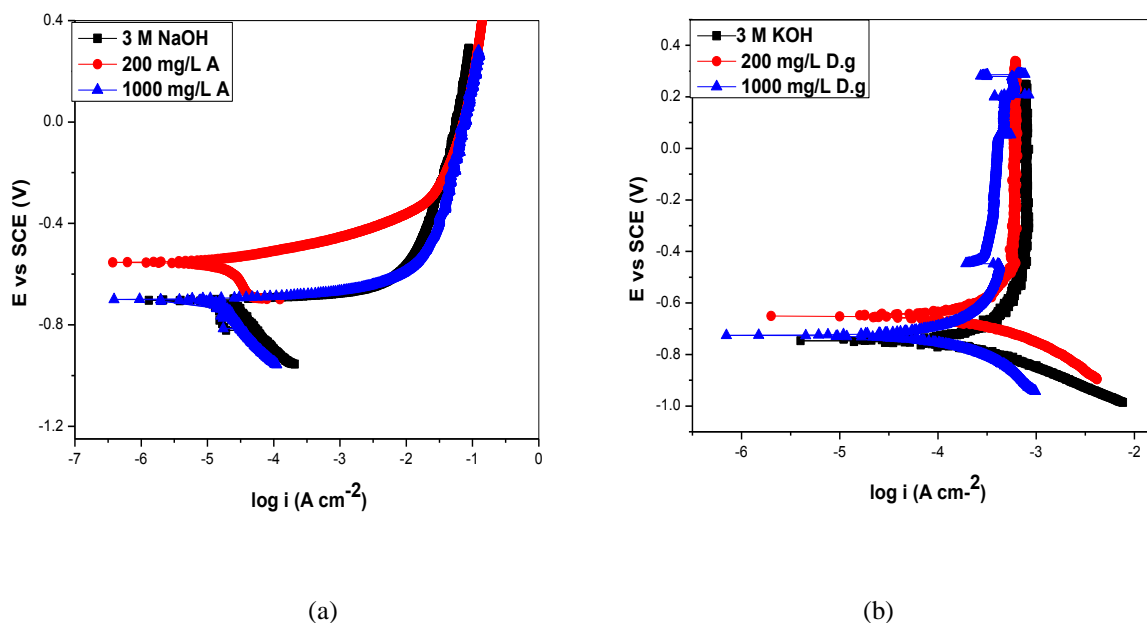 3 M NaOH
200 mg/L A
1000 mg/L A
E vs SCE (V)
0.4
0.0
-0.4
-0.8
-1.2
-7 -6 -5 -4 -3 -2 -1 0
log i (A cm-2)
(a)
3 M KOH
200 mg/L D.g
1000 mg/L D.g
E vs SCE (V)
0.4
0.2
0.0
-0.2
-0.4
-0.6
-0.8
-1.0
-6 -5 -4 -3 -2
log i (A cm-2)
(b)